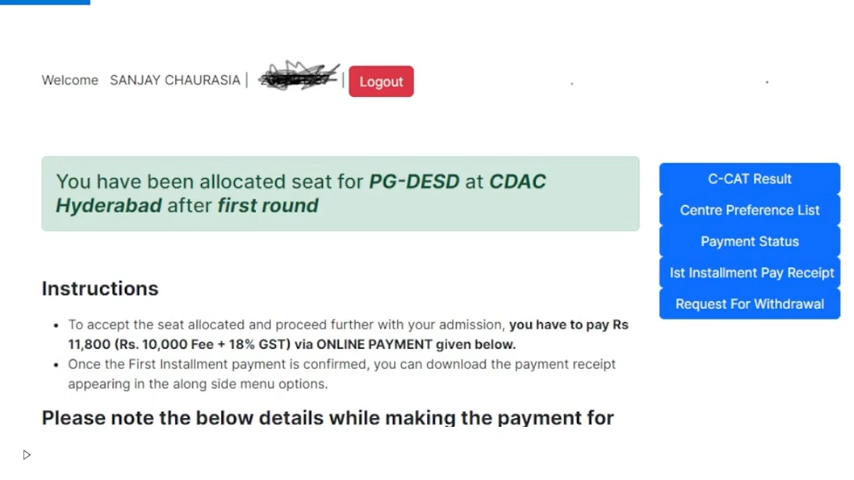 Welcome SANJAY CHAURASIA | | Logout
You have been allocated seat for PG-DESD at CDAC
Hyderabad after first round
C-CAT Result
Centre Preference List
Payment Status
Ist Installment Pay Receipt
Request For Withdrawal
Instructions
• To accept the seat allocated and proceed further with your admission, you have to pay Rs
11,800 (Rs. 10,000 Fee + 18% GST) via ONLINE PAYMENT given below.
• Once the First Installment payment is confirmed, you can download the payment receipt
appearing in the along side menu options.
Please note the below details while making the payment for